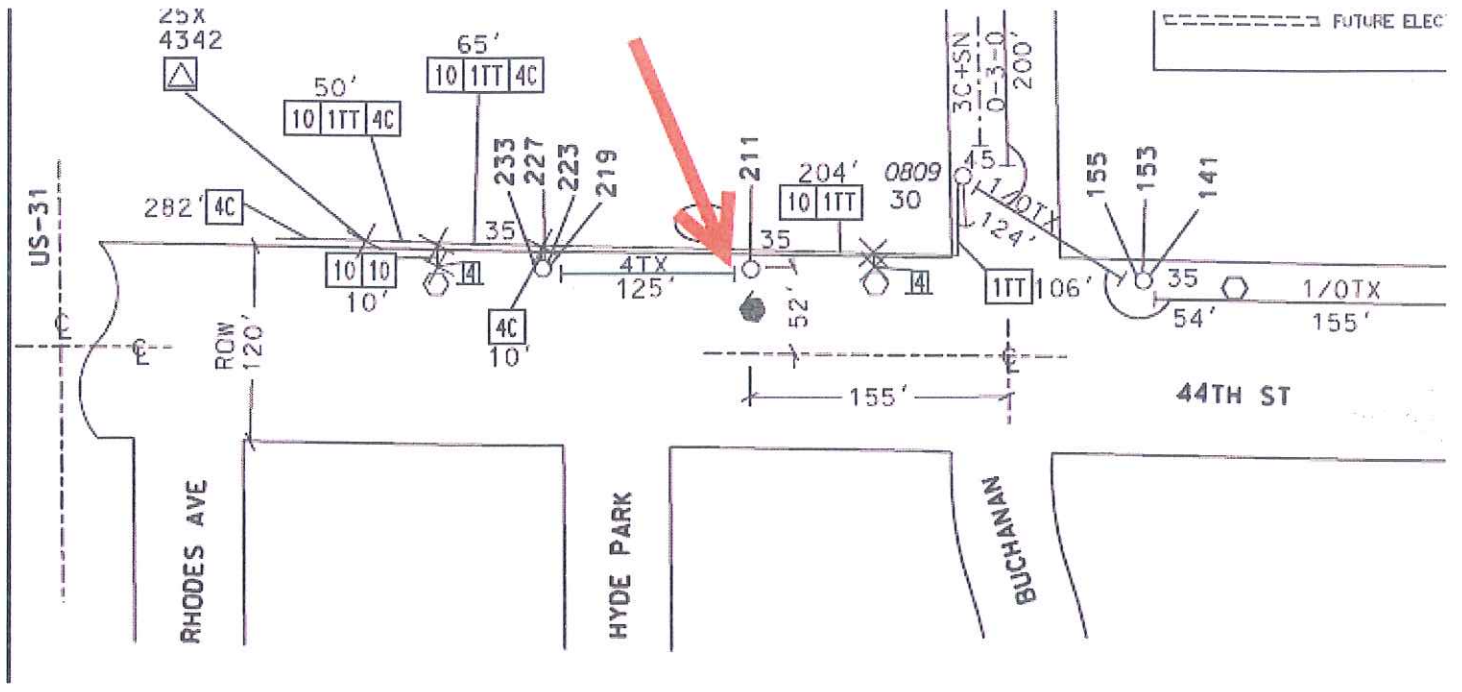 25X
4342
50'
10 1TT 4C
65'
10 1TT 4C
282' 4C
US-31
233
227
223
219
211
204'
10 1TT
0809
30
3C+SN
0-3-0
200'
FUTURE ELEC
45
1/0TX
124'
155
153
141
35
35
35
10 10
10'
4
4TX
125'
4
1TT 106'
4C
10'
52'
54'
1/0TX
155'
ROW
120'
155'
44TH ST
RHODES AVE
HYDE PARK
BUCHANAN